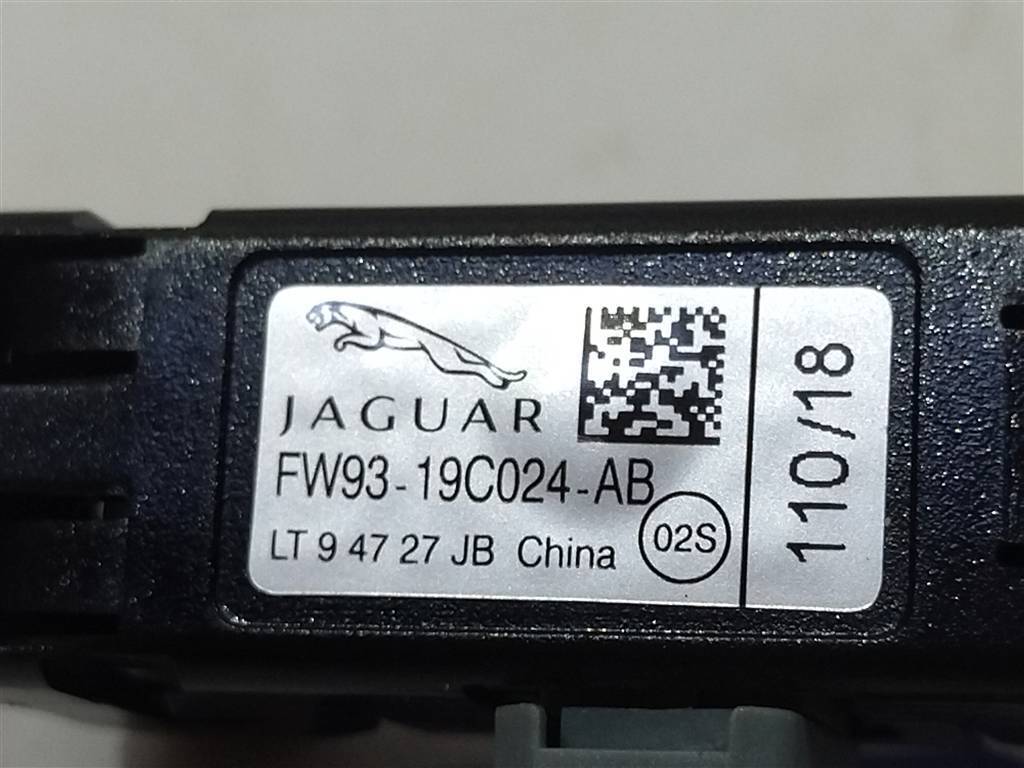 JAGUAR
FW93-19C024-AB
LT 9 47 27 JB China
02S
110/18